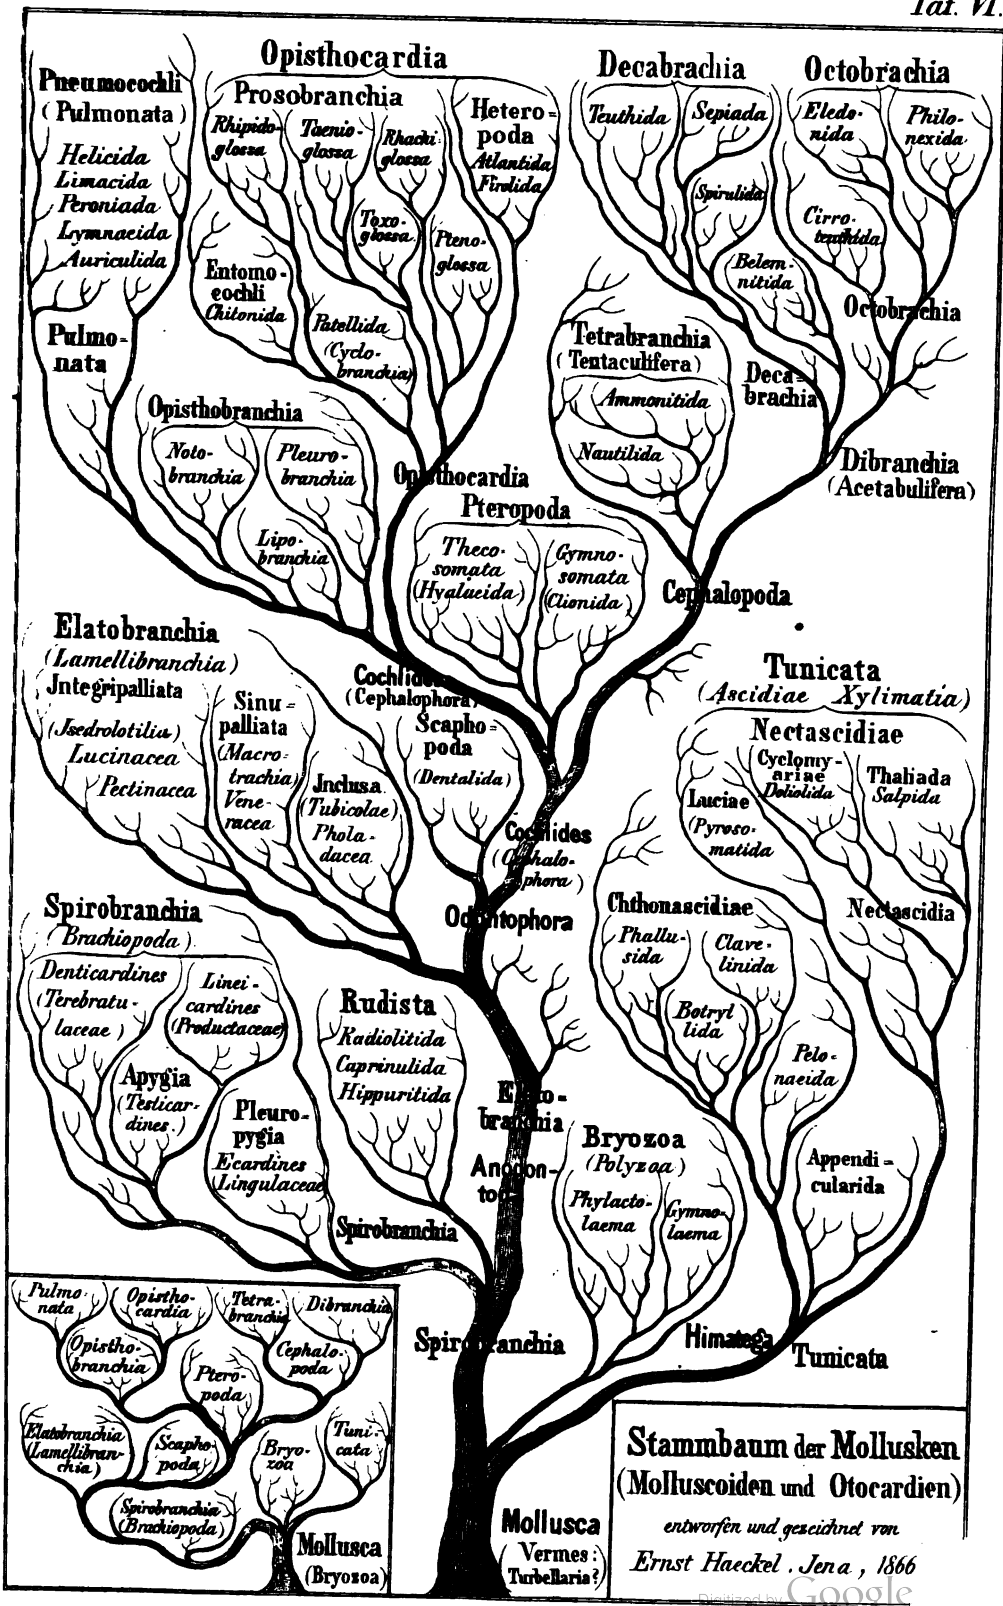 Taf. VI.
Opisthocardia
Decabrachia
Octobrachia
Pneumocochli
(Pulmonata)
Helicida
Limacida
Peroniada
Lymnaeida
Auriculida
Prosobranchia
Rhipido-
glossa
Taenio-
glossa
Rhachi-
glossa
Hetero=
poda
Atlantida
Firolida
Teuthida
Sepiada
Eledo-
nida
Philo-
nexida
Spirulida
Toxo-
glossa
Pteno-
glossa
Cirro-
teuthida
Belem-
nitida
Entomo-
cochli
Chitonida
Patellida
(Cyclo-
branchia)
Octobrachia
Pulmo-
nata
Tetrabranchia
(Tentaculifera)
Ammonitida
Nautilida
Deca=
brachia
Opisthobranchia
Noto-
branchia
Pleuro-
branchia
Lipo-
branchia
Opisthocardia
Dibranchia
(Acetabulifera)
Pteropoda
Theco-
somata
(Hyalaeida)
Gymno-
somata
(Clionida)
Cephalopoda
Elatobranchia
(Lamellibranchia)
Jntegripalliata
Lucinacea
Pectinacea
Sinu=
palliata
(Macro-
trachia)
Vene-
racea
Jnclusa
(Tubicolae)
Phola-
dacea
Cochlides
(Cephalophora)
Scapho=
poda
(Dentalida)
Tunicata
(Ascidiae Xylimatia)
Nectascidiae
Cyclomy-
ariae
Doliolida
Thaliada
Salpida
Luciae
(Pyroso-
matida
Cochlides
(Cephalo-
phora)
Odontophora
Chthonascidiae
Phallu-
sida
Clave-
linida
Botryl
lida
Pelo-
naeida
Nectascidia
Spirobranchia
(Brachiopoda)
Denticardines
(Terebratu-
laceae)
Linei-
cardines
(Productaceae)
Apygia
(Testicar-
dines.)
Pleuro-
pygia
Ecardines
Lingulaceae
Rudista
Radiolitida
Caprinulida
Hippuritida
Elato-
branchia
Anodon-
toda
Spirobranchia
Bryozoa
(Polyzoa)
Phylacto-
laema
Gymno-
laema
Appendi=
cularida
Spirobranchia
Himatega
Tunicata
Pulmo-
nata
Opistho-
cardia
Tetra-
branchia
Dibranchia
Opistho-
branchia
Ptero-
poda
Cephalo-
poda
Elatobranchia
(Lamellibran-
chia)
Scapho-
poda
Bryo-
zoa
Tuni-
cata
Spirobranchia
(Brachiopoda)
Mollusca
(Bryozoa)
Mollusca
(Vermes:
Turbellaria?)
Stammbaum der Mollusken
(Molluscoiden und Otocardien)
entworfen und gezeichnet von
Ernst Haeckel. Jena, 1866
Digitized by Google